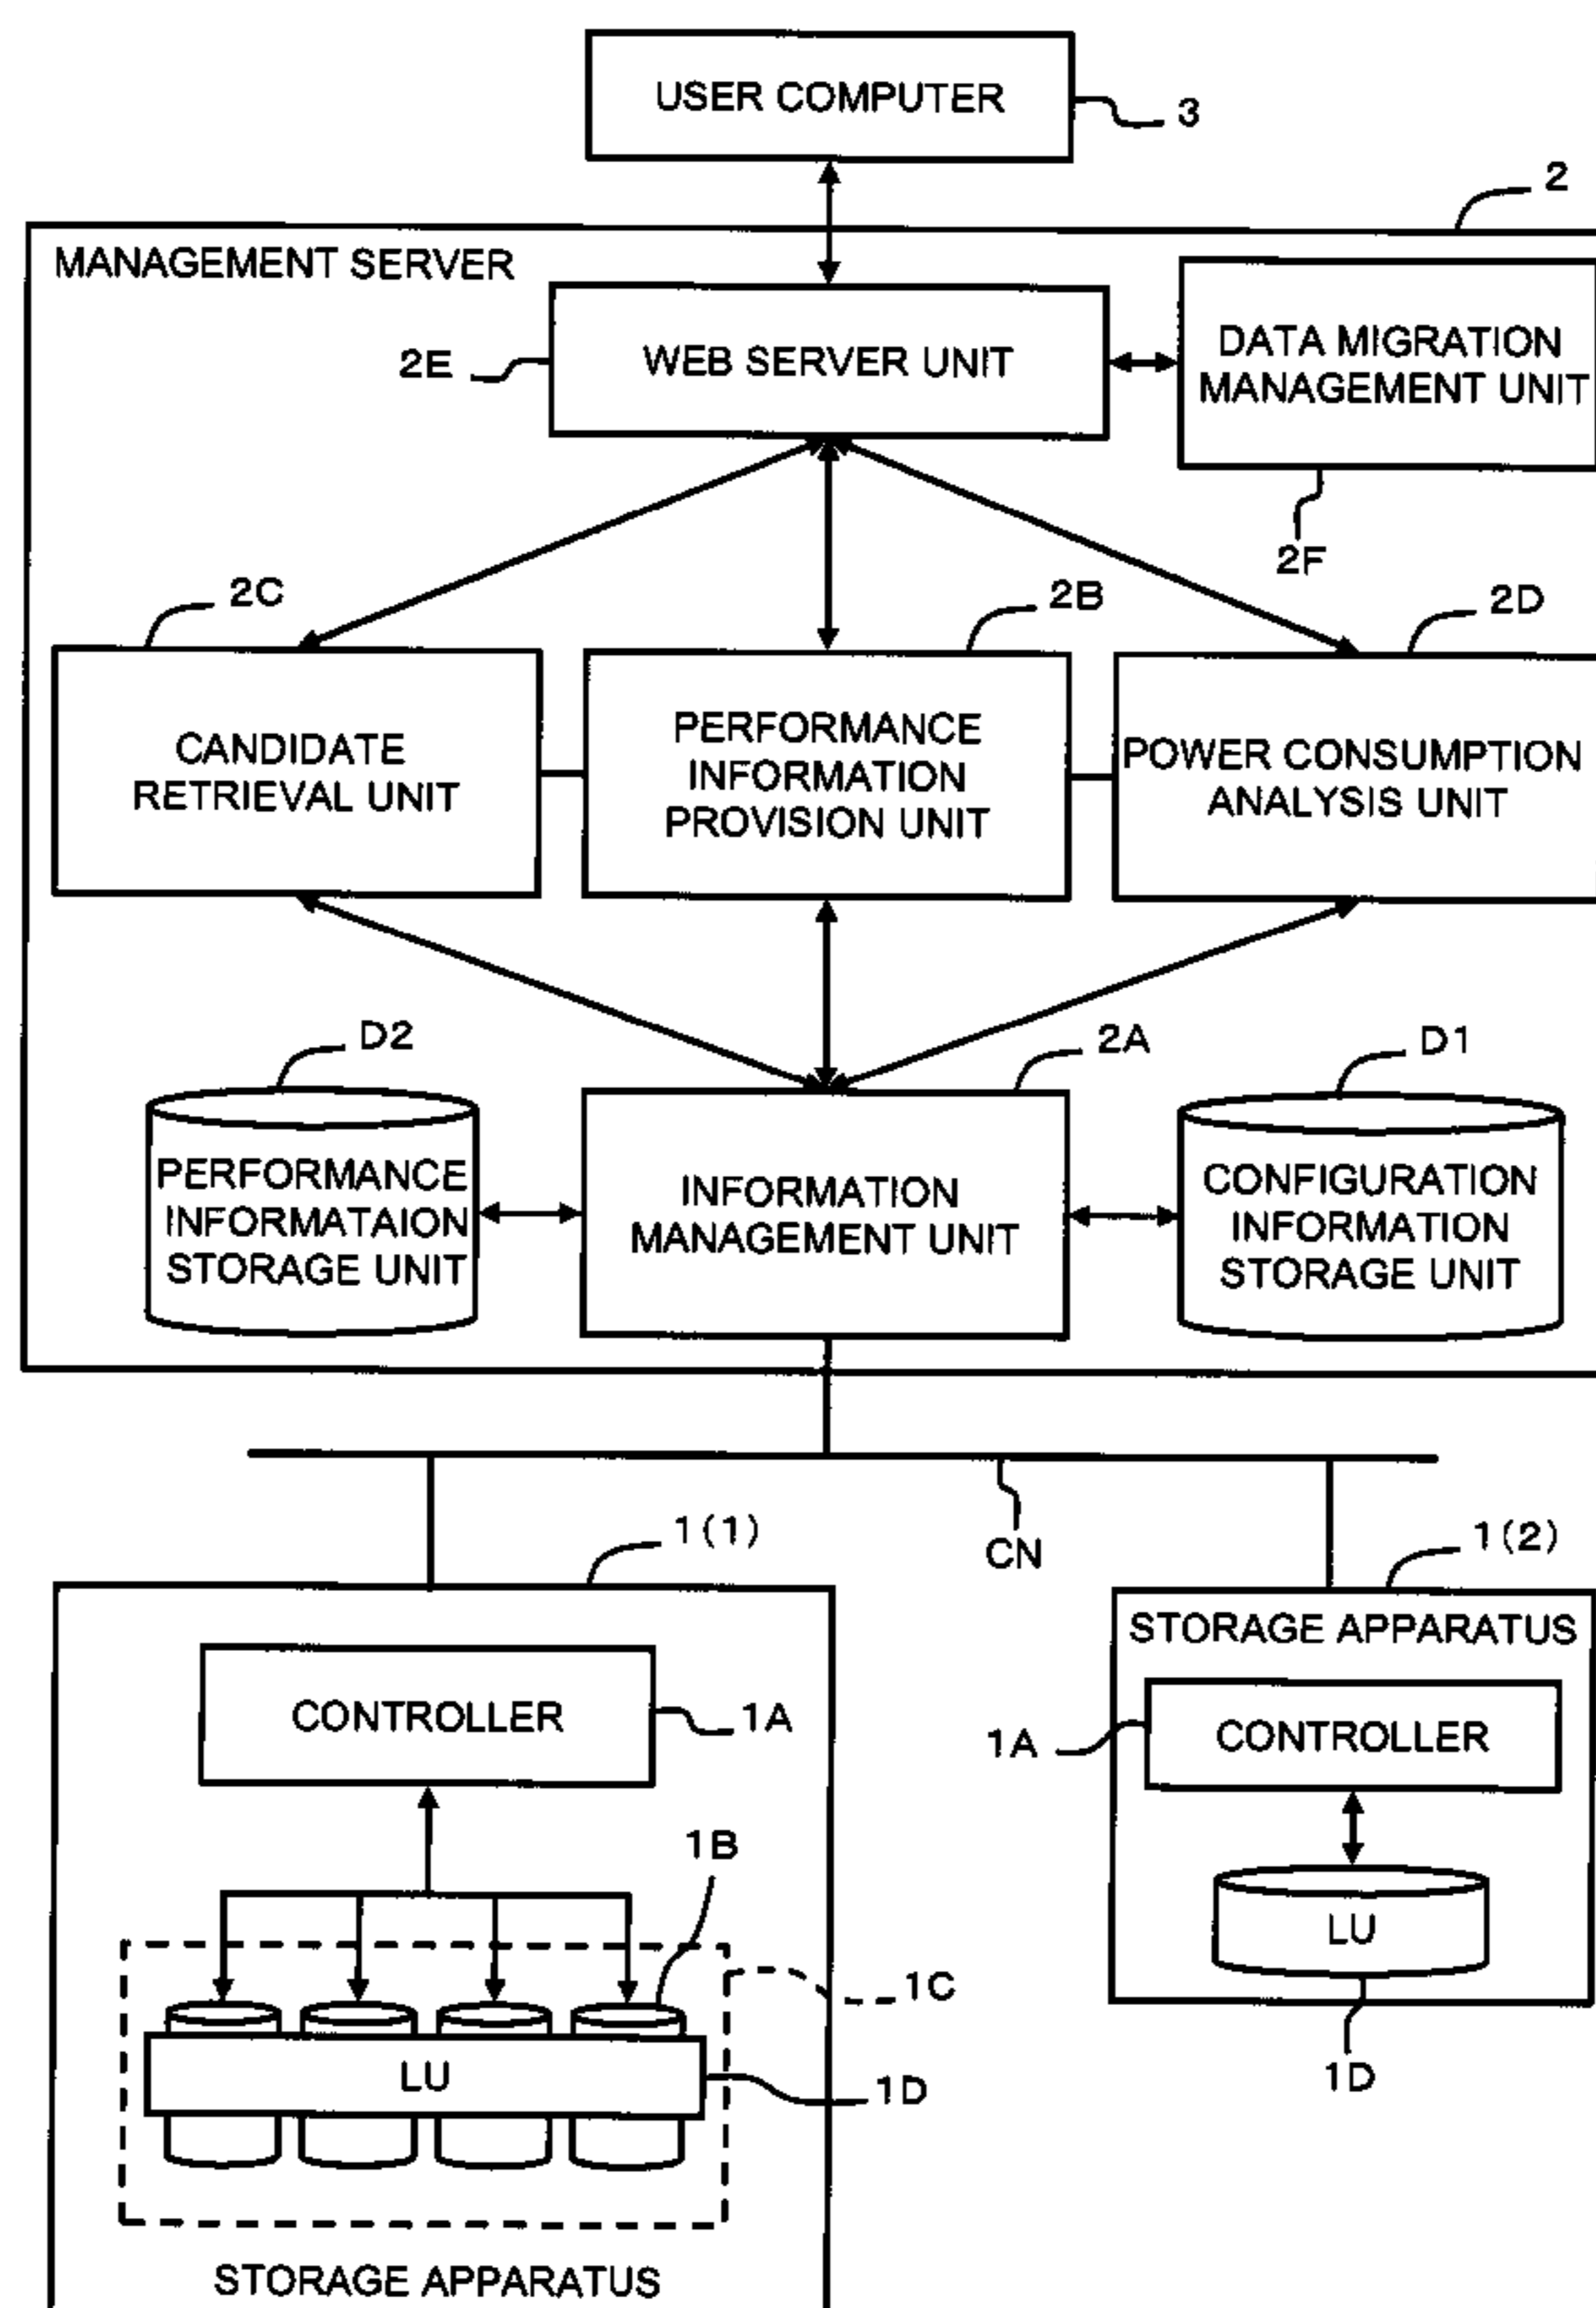 USER COMPUTER
3
2
MANAGEMENT SERVER
2E
WEB SERVER UNIT
DATA MIGRATION
MANAGEMENT UNIT
2F
2C
2B
2D
CANDIDATE
RETRIEVAL UNIT
PERFORMANCE
INFORMATION
PROVISION UNIT
POWER CONSUMPTION
ANALYSIS UNIT
D2
2A
D1
PERFORMANCE
INFORMATAION
STORAGE UNIT
INFORMATION
MANAGEMENT UNIT
CONFIGURATION
INFORMATION
STORAGE UNIT
CN
1(1)
1(2)
CONTROLLER
1A
1B
1C
LU
1D
STORAGE APPARATUS
STORAGE APPARATUS
1A
CONTROLLER
LU
1D